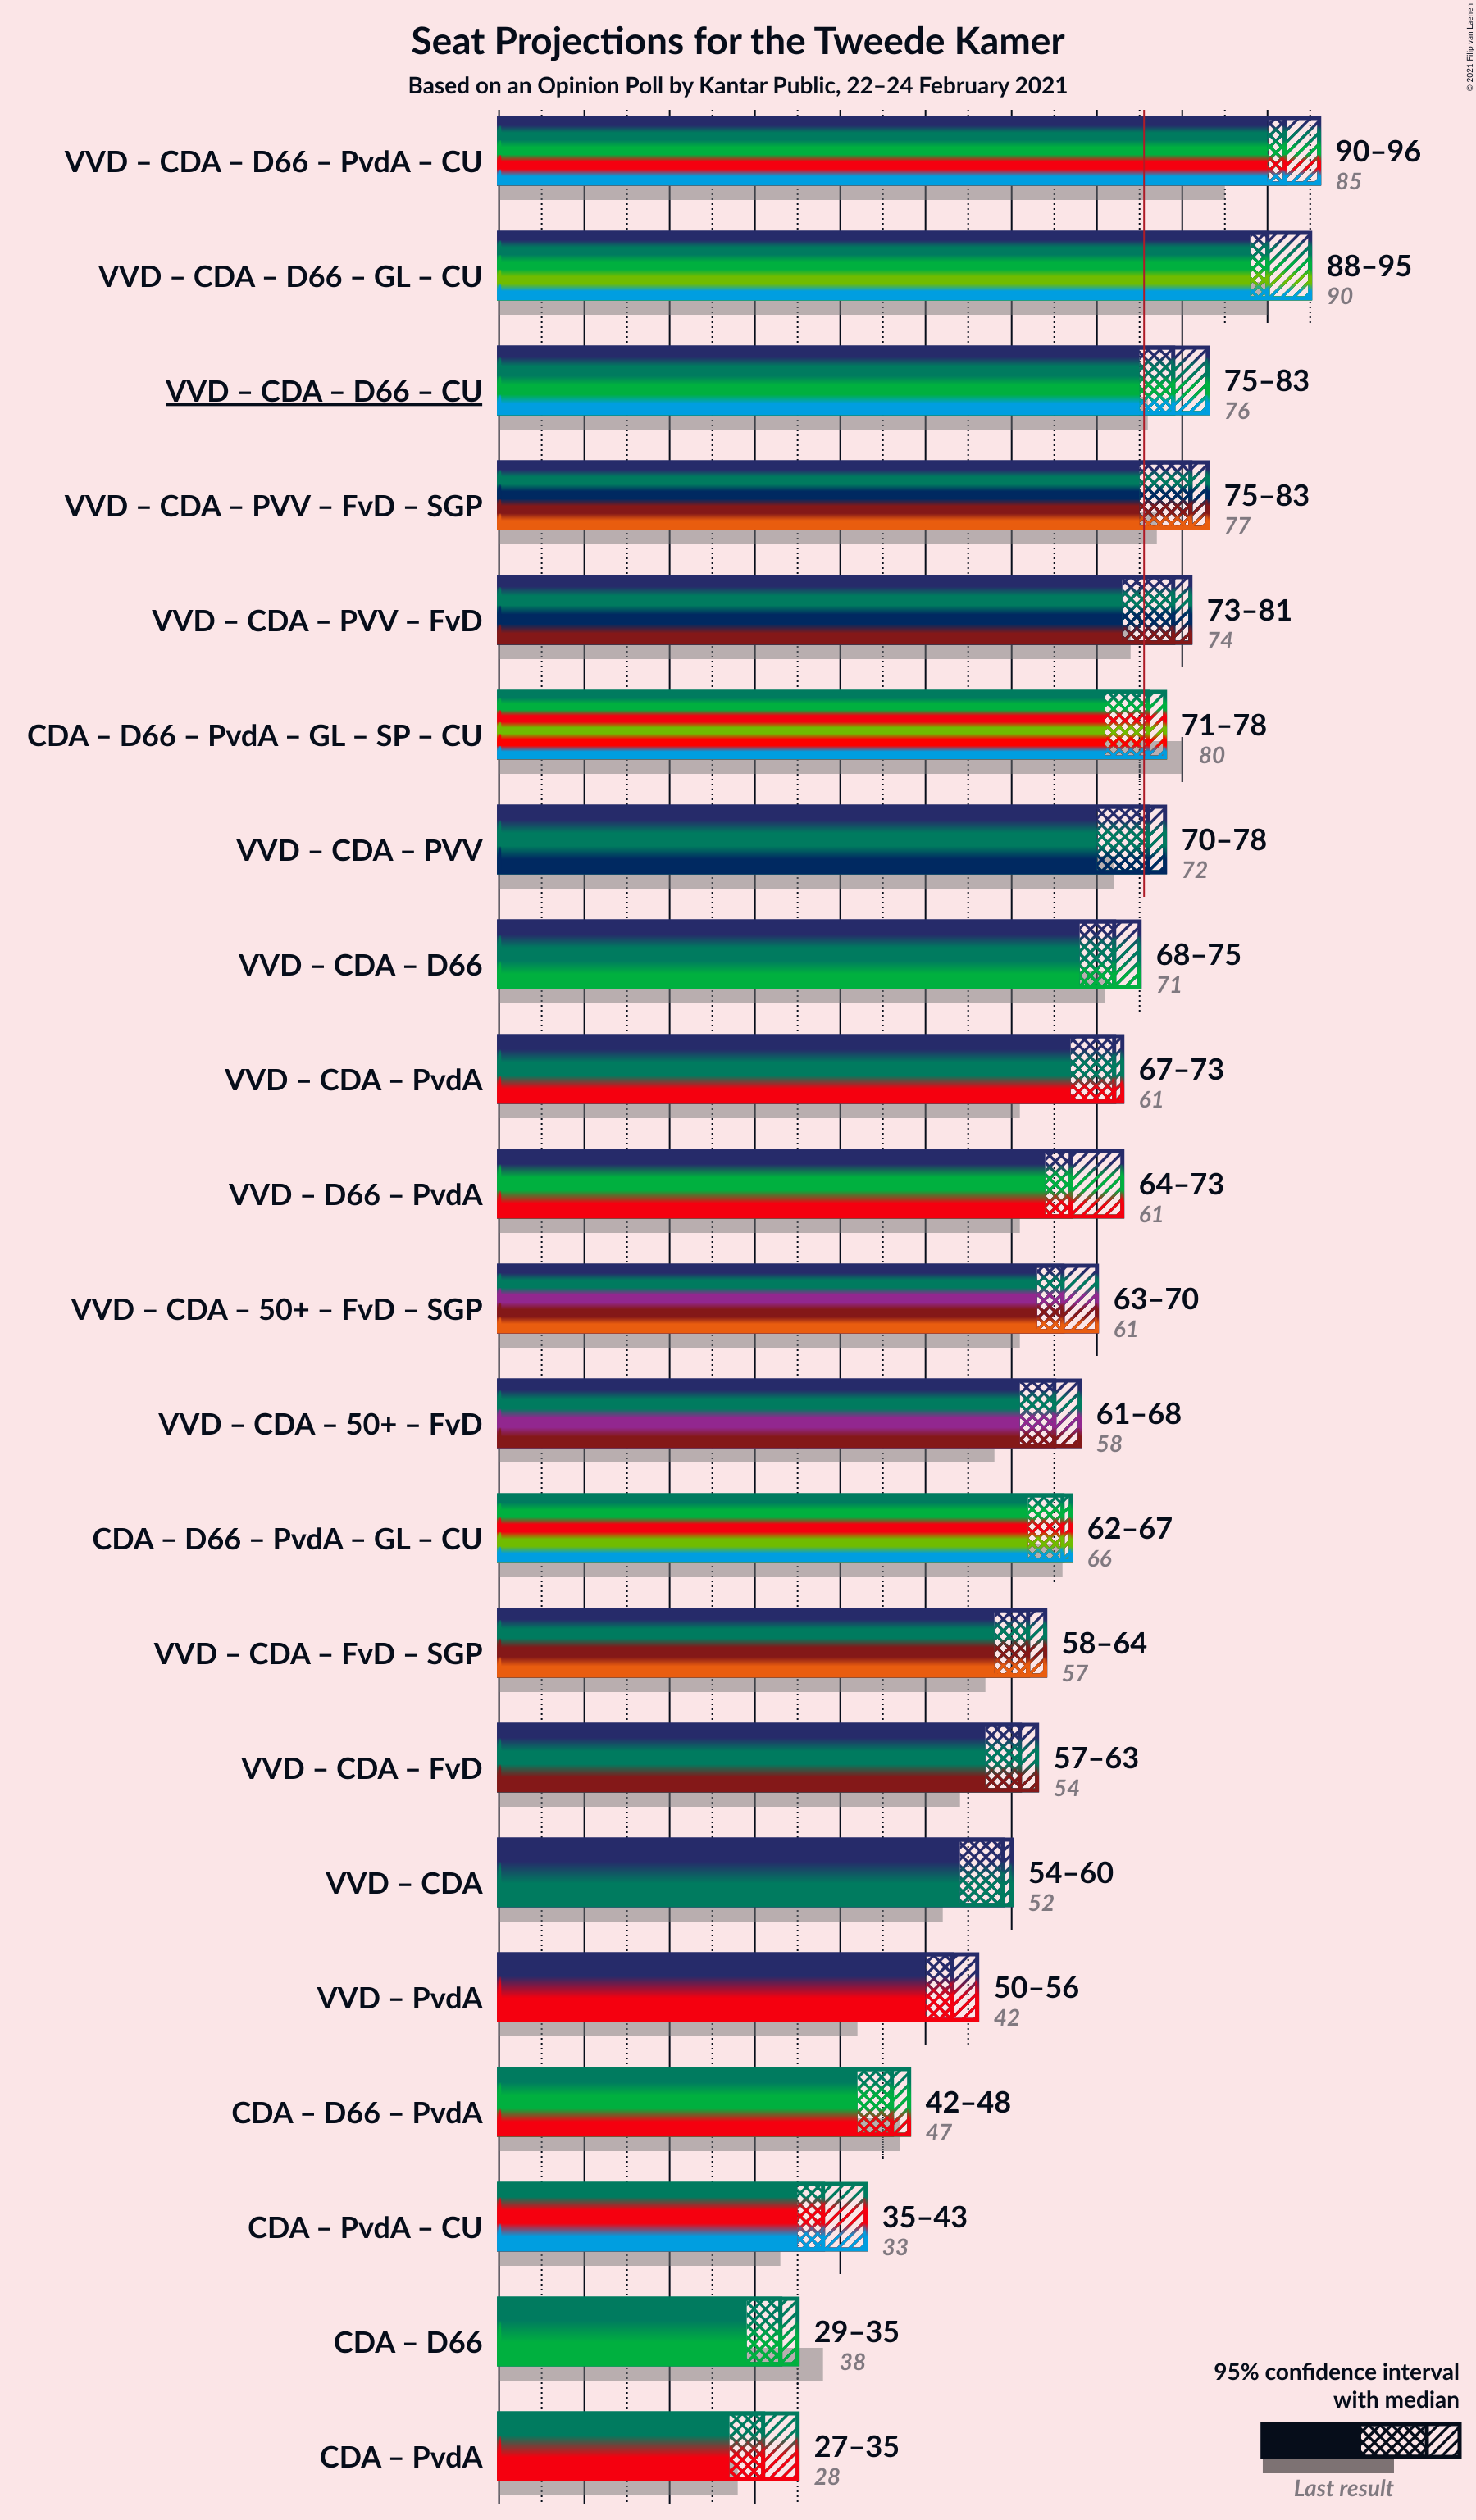 Seat Projections for the Tweede Kamer
Based on an Opinion Poll by Kantar Public, 22–24 February 2021
© 2021 Filip van Laenen
VVD – CDA – D66 – PvdA – CU
90–96
85
VVD – CDA – D66 – GL – CU
88–95
90
VVD – CDA – D66 – CU
75–83
76
VVD – CDA – PVV – FvD – SGP
75–83
77
VVD – CDA – PVV – FvD
73–81
74
CDA – D66 – PvdA – GL – SP – CU
71–78
80
VVD – CDA – PVV
70–78
72
VVD – CDA – D66
68–75
71
VVD – CDA – PvdA
67–73
61
VVD – D66 – PvdA
64–73
61
VVD – CDA – 50+ – FvD – SGP
63–70
61
VVD – CDA – 50+ – FvD
61–68
58
CDA – D66 – PvdA – GL – CU
62–67
66
VVD – CDA – FvD – SGP
58–64
57
VVD – CDA – FvD
57–63
54
VVD – CDA
54–60
52
VVD – PvdA
50–56
42
CDA – D66 – PvdA
42–48
47
CDA – PvdA – CU
35–43
33
CDA – D66
29–35
38
CDA – PvdA
27–35
28
95% confidence interval
with median
Last result